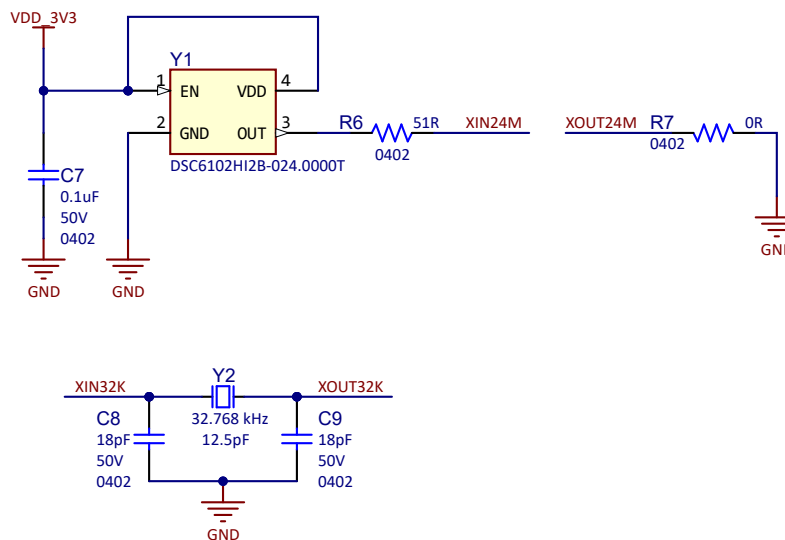 VDD_3V3
Y1
1 EN VDD 4
2 GND OUT 3
DSC6102HI2B-024.0000T
R6 51R
0402
XIN24M
XOUT24M
R7 0R
0402
C7
0.1uF
50V
0402
GND
GND
GND
XIN32K
Y2
XOUT32K
C8
18pF
50V
0402
32.768 kHz
12.5pF
C9
18pF
50V
0402
GND